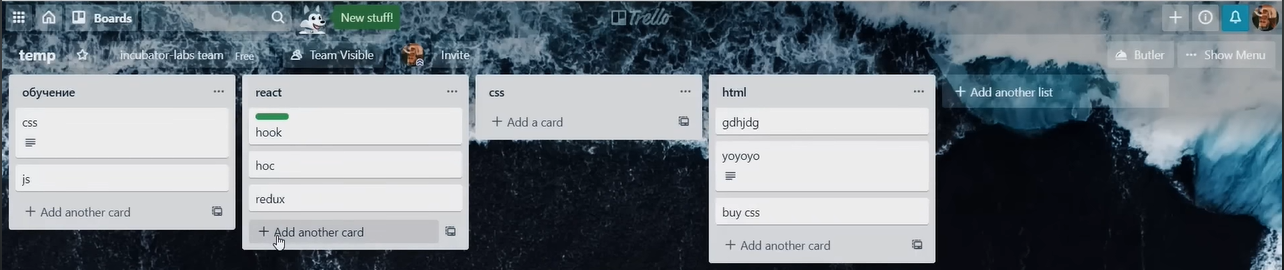 Boards
New stuff!
Trello
temp
incubator-labs team
Free
Team Visible
Invite
Butler
Show Menu
обучение
css
js
Add another card
react
hook
hoc
redux
Add another card
css
Add a card
html
gdhjdg
yoyoyo
buy css
Add another card
Add another list